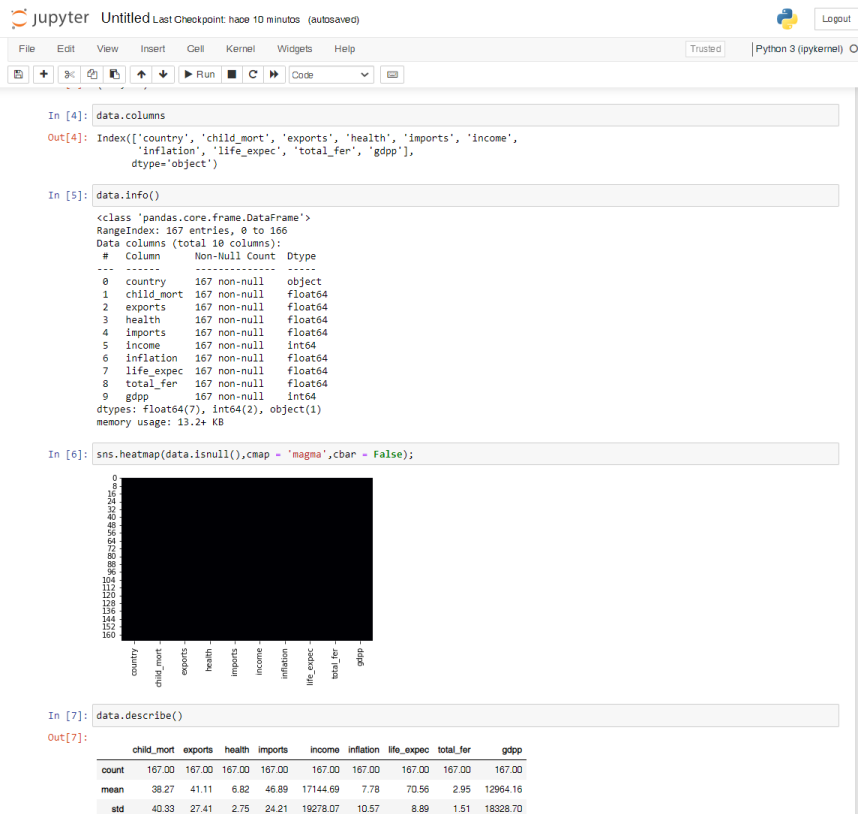 jupyter Untitled Last Checkpoint: hace 10 minutos (autosaved)
Logout
File Edit View Insert Cell Kernel Widgets Help
Trusted
Python 3 (ipykernel)
Run
Code
In [4]: data.columns
Out[4]: Index(['country', 'child_mort', 'exports', 'health', 'imports', 'income',
'inflation', 'life_expec', 'total_fer', 'gdpp'],
dtype='object')
In [5]: data.info()
<class 'pandas.core.frame.DataFrame'>
RangeIndex: 167 entries, 0 to 166
Data columns (total 10 columns):
# Column Non-Null Count Dtype
--- ------ -------------- -----
0 country 167 non-null object
1 child_mort 167 non-null float64
2 exports 167 non-null float64
3 health 167 non-null float64
4 imports 167 non-null float64
5 income 167 non-null int64
6 inflation 167 non-null float64
7 life_expec 167 non-null float64
8 total_fer 167 non-null float64
9 gdpp 167 non-null int64
dtypes: float64(7), int64(2), object(1)
memory usage: 13.2+ KB
In [6]: sns.heatmap(data.isnull(),cmap = 'magma',cbar = False);
0
8
16
24
32
40
48
56
64
72
80
88
96
104
112
120
128
136
144
152
160
country child_mort exports health imports income inflation life_expec total_fer gdpp
In [7]: data.describe()
Out[7]:
child_mort exports health imports income inflation life_expec total_fer gdpp
count 167.00 167.00 167.00 167.00 167.00 167.00 167.00 167.00 167.00
mean 38.27 41.11 6.82 46.89 17144.69 7.78 70.56 2.95 12964.16
std 40.33 27.41 2.75 24.21 19278.07 10.57 8.89 1.51 18328.70